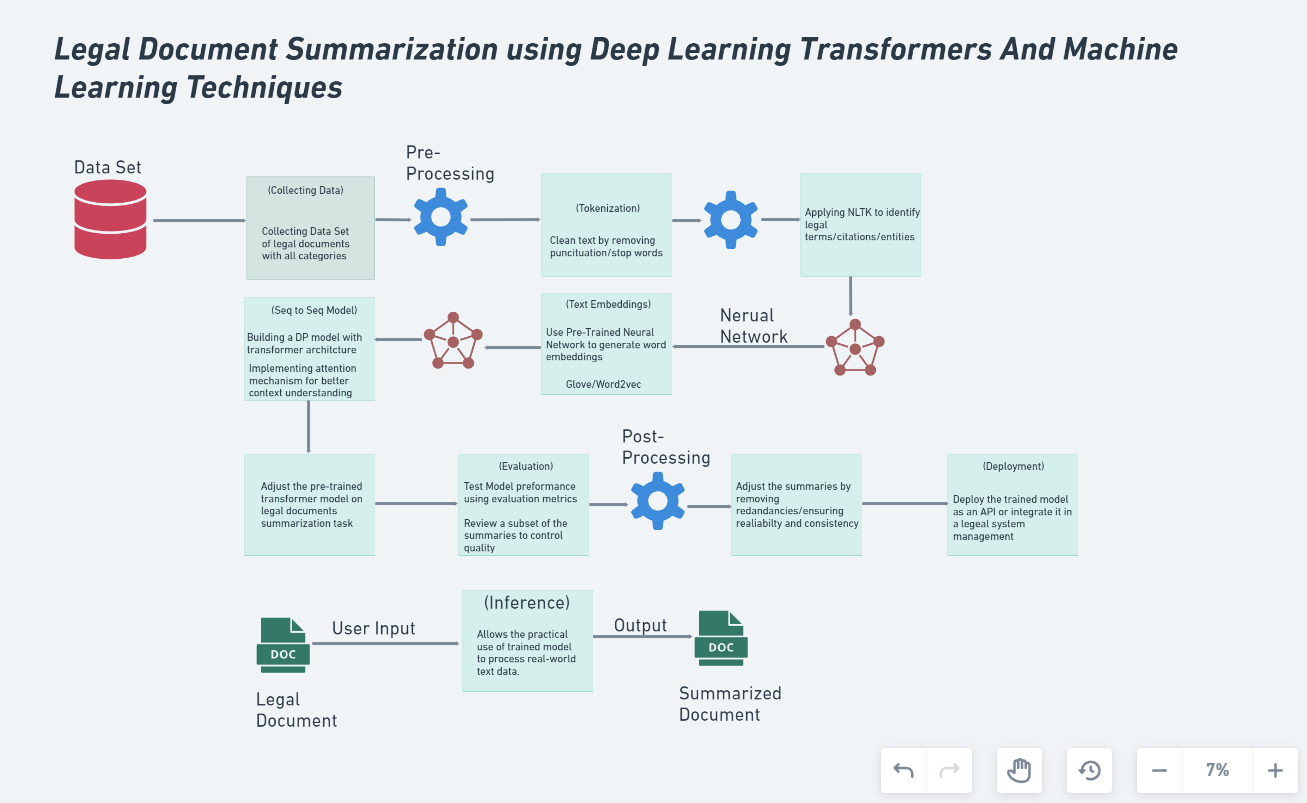 Legal Document Summarization using Deep Learning Transformers And Machine
Learning Techniques
Data Set
(Collecting Data)
Collecting Data Set
of legal documents
with all categories
Pre-
Processing
(Tokenization)
Clean text by removing
puncituation/stop words
Applying NLTK to identify
legal
terms/citations/entities
(Seq to Seq Model)
Building a DP model with
transformer architcture
Implementing attention
mechanism for better
context understanding
(Text Embeddings)
Use Pre-Trained Neural
Network to generate word
embeddings
Glove/Word2vec
Nerual
Network
Adjust the pre-trained
transformer model on
legal documents
summarization task
(Evaluation)
Test Model preformance
using evaluation metrics
Review a subset of the
summaries to control
quality
Post-
Processing
Adjust the summaries by
removing
redandancies/ensuring
realiabilty and consistency
(Deployment)
Deploy the trained model
as an API or integrate it in
a legeal system
management
DOC
Legal
Document
User Input
(Inference)
Allows the practical
use of trained model
to process real-world
text data.
Output
DOC
Summarized
Document
7%